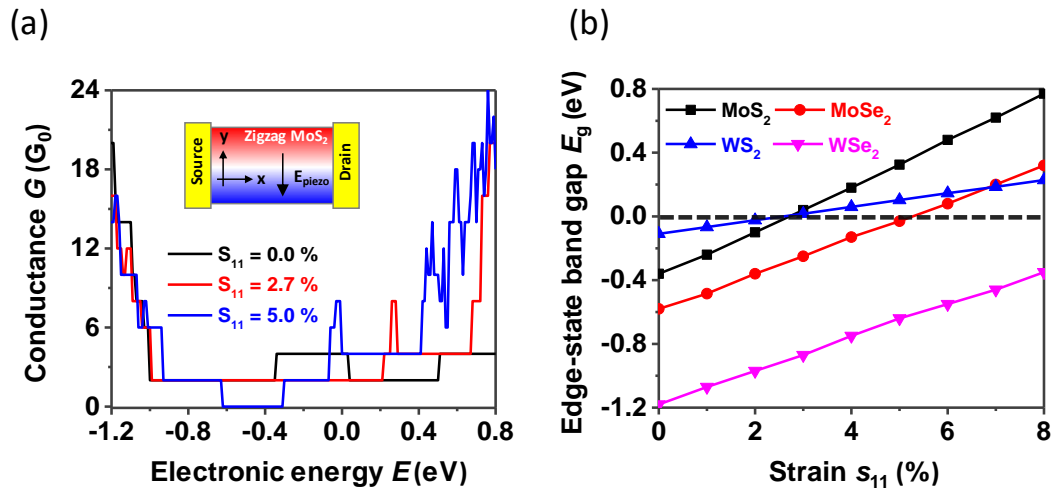 (a)
(b)
Conductance G (G₀)
24
18
12
6
0
-1.2
-0.8
-0.4
0.0
0.4
0.8
Electronic energy E (eV)
Source
Zigzag MoS₂
y
x
E_piezo
Drain
S₁₁ = 0.0 %
S₁₁ = 2.7 %
S₁₁ = 5.0 %
Edge-state band gap E_g (eV)
0.8
0.4
0.0
-0.4
-0.8
-1.2
0
2
4
6
8
Strain s₁₁ (%)
MoS₂
MoSe₂
WS₂
WSe₂